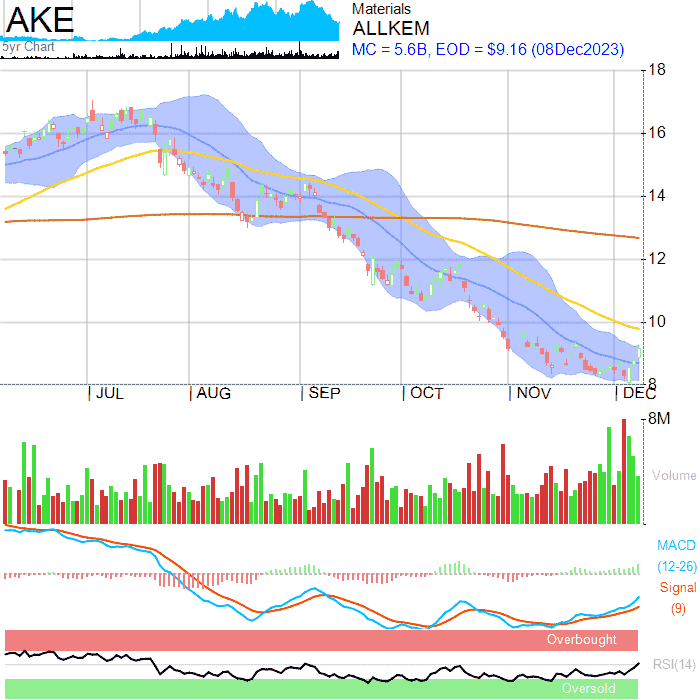 AKE
5yr Chart
Materials
ALLKEM
MC = 5.6B, EOD = $9.16 (08Dec2023)
18
16
14
12
10
8
JUL AUG SEP OCT NOV DEC
8M
Volume
MACD
(12-26)
Signal
(9)
Overbought
RSI(14)
Oversold